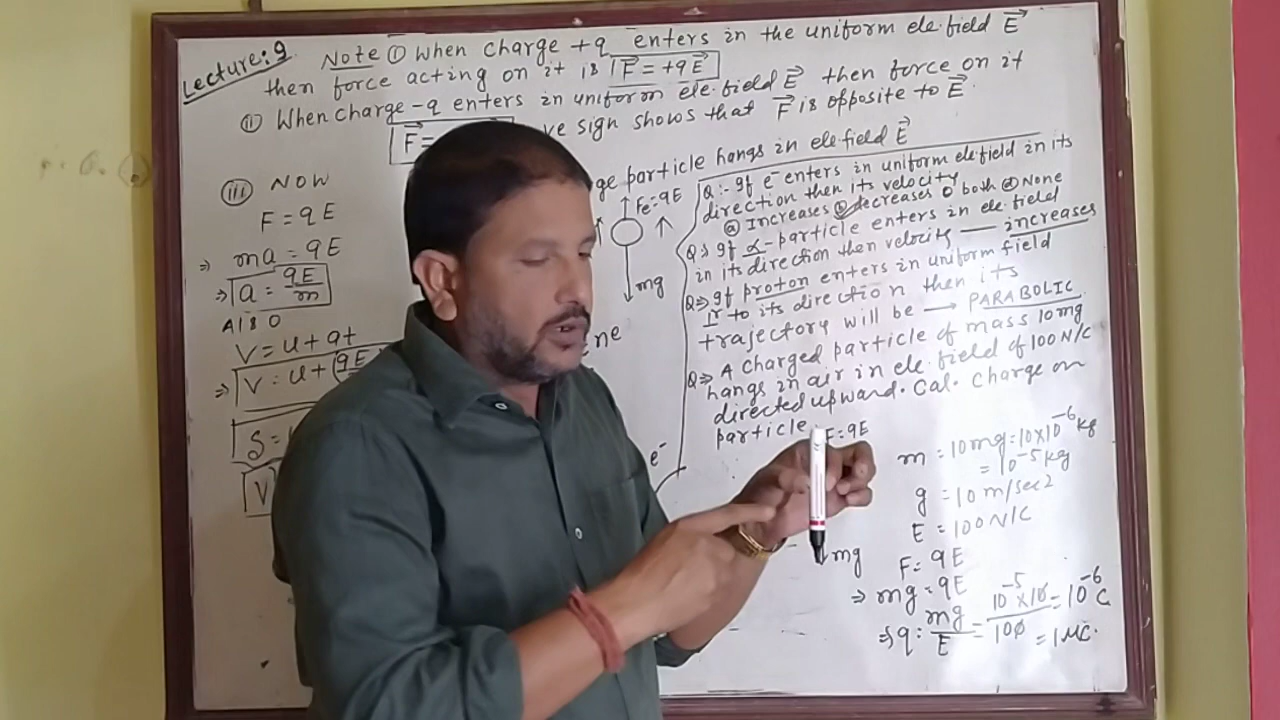 Lecture: 9
Note ① When charge +q enters in the uniform ele. field E⃗
then force acting on it is F⃗ = +qE⃗
② When charge -q enters in uniform ele. field E⃗ then force on it
F⃗ = ve sign shows that F⃗ is opposite to E⃗.
ge particle hangs in ele. field E⃗
Fe = qE
mg
ne
e⁻
③ Now
F = qE
⇒ ma = qE
⇒ a = qE/m
Also
V = u + at
⇒ V = u + (qE
S =
V
Q:- If e⁻ enters in uniform ele. field in its
direction then its velocity
ⓐ Increases ⓑ decreases © both ⓓ None
Q⇒ If α-particle enters in ele. field
in its direction then velocity — increases
Q⇒ If proton enters in uniform field
⊥r to its direction then its
trajectory will be → PARABOLIC
Q⇒ A charged particle of mass 10mg
hangs in air in ele. field of 100 N/C
directed upward. Cal. charge on
particle.
F = qE
mg
m = 10mg = 10×10⁻⁶kg
= 10⁻⁵kg
g = 10 m/sec2
E = 100 N/C
F = qE
⇒ mg = qE
⇒ q = mg/E = 10⁻⁵×10/100 = 10⁻⁶C
= 1μC.